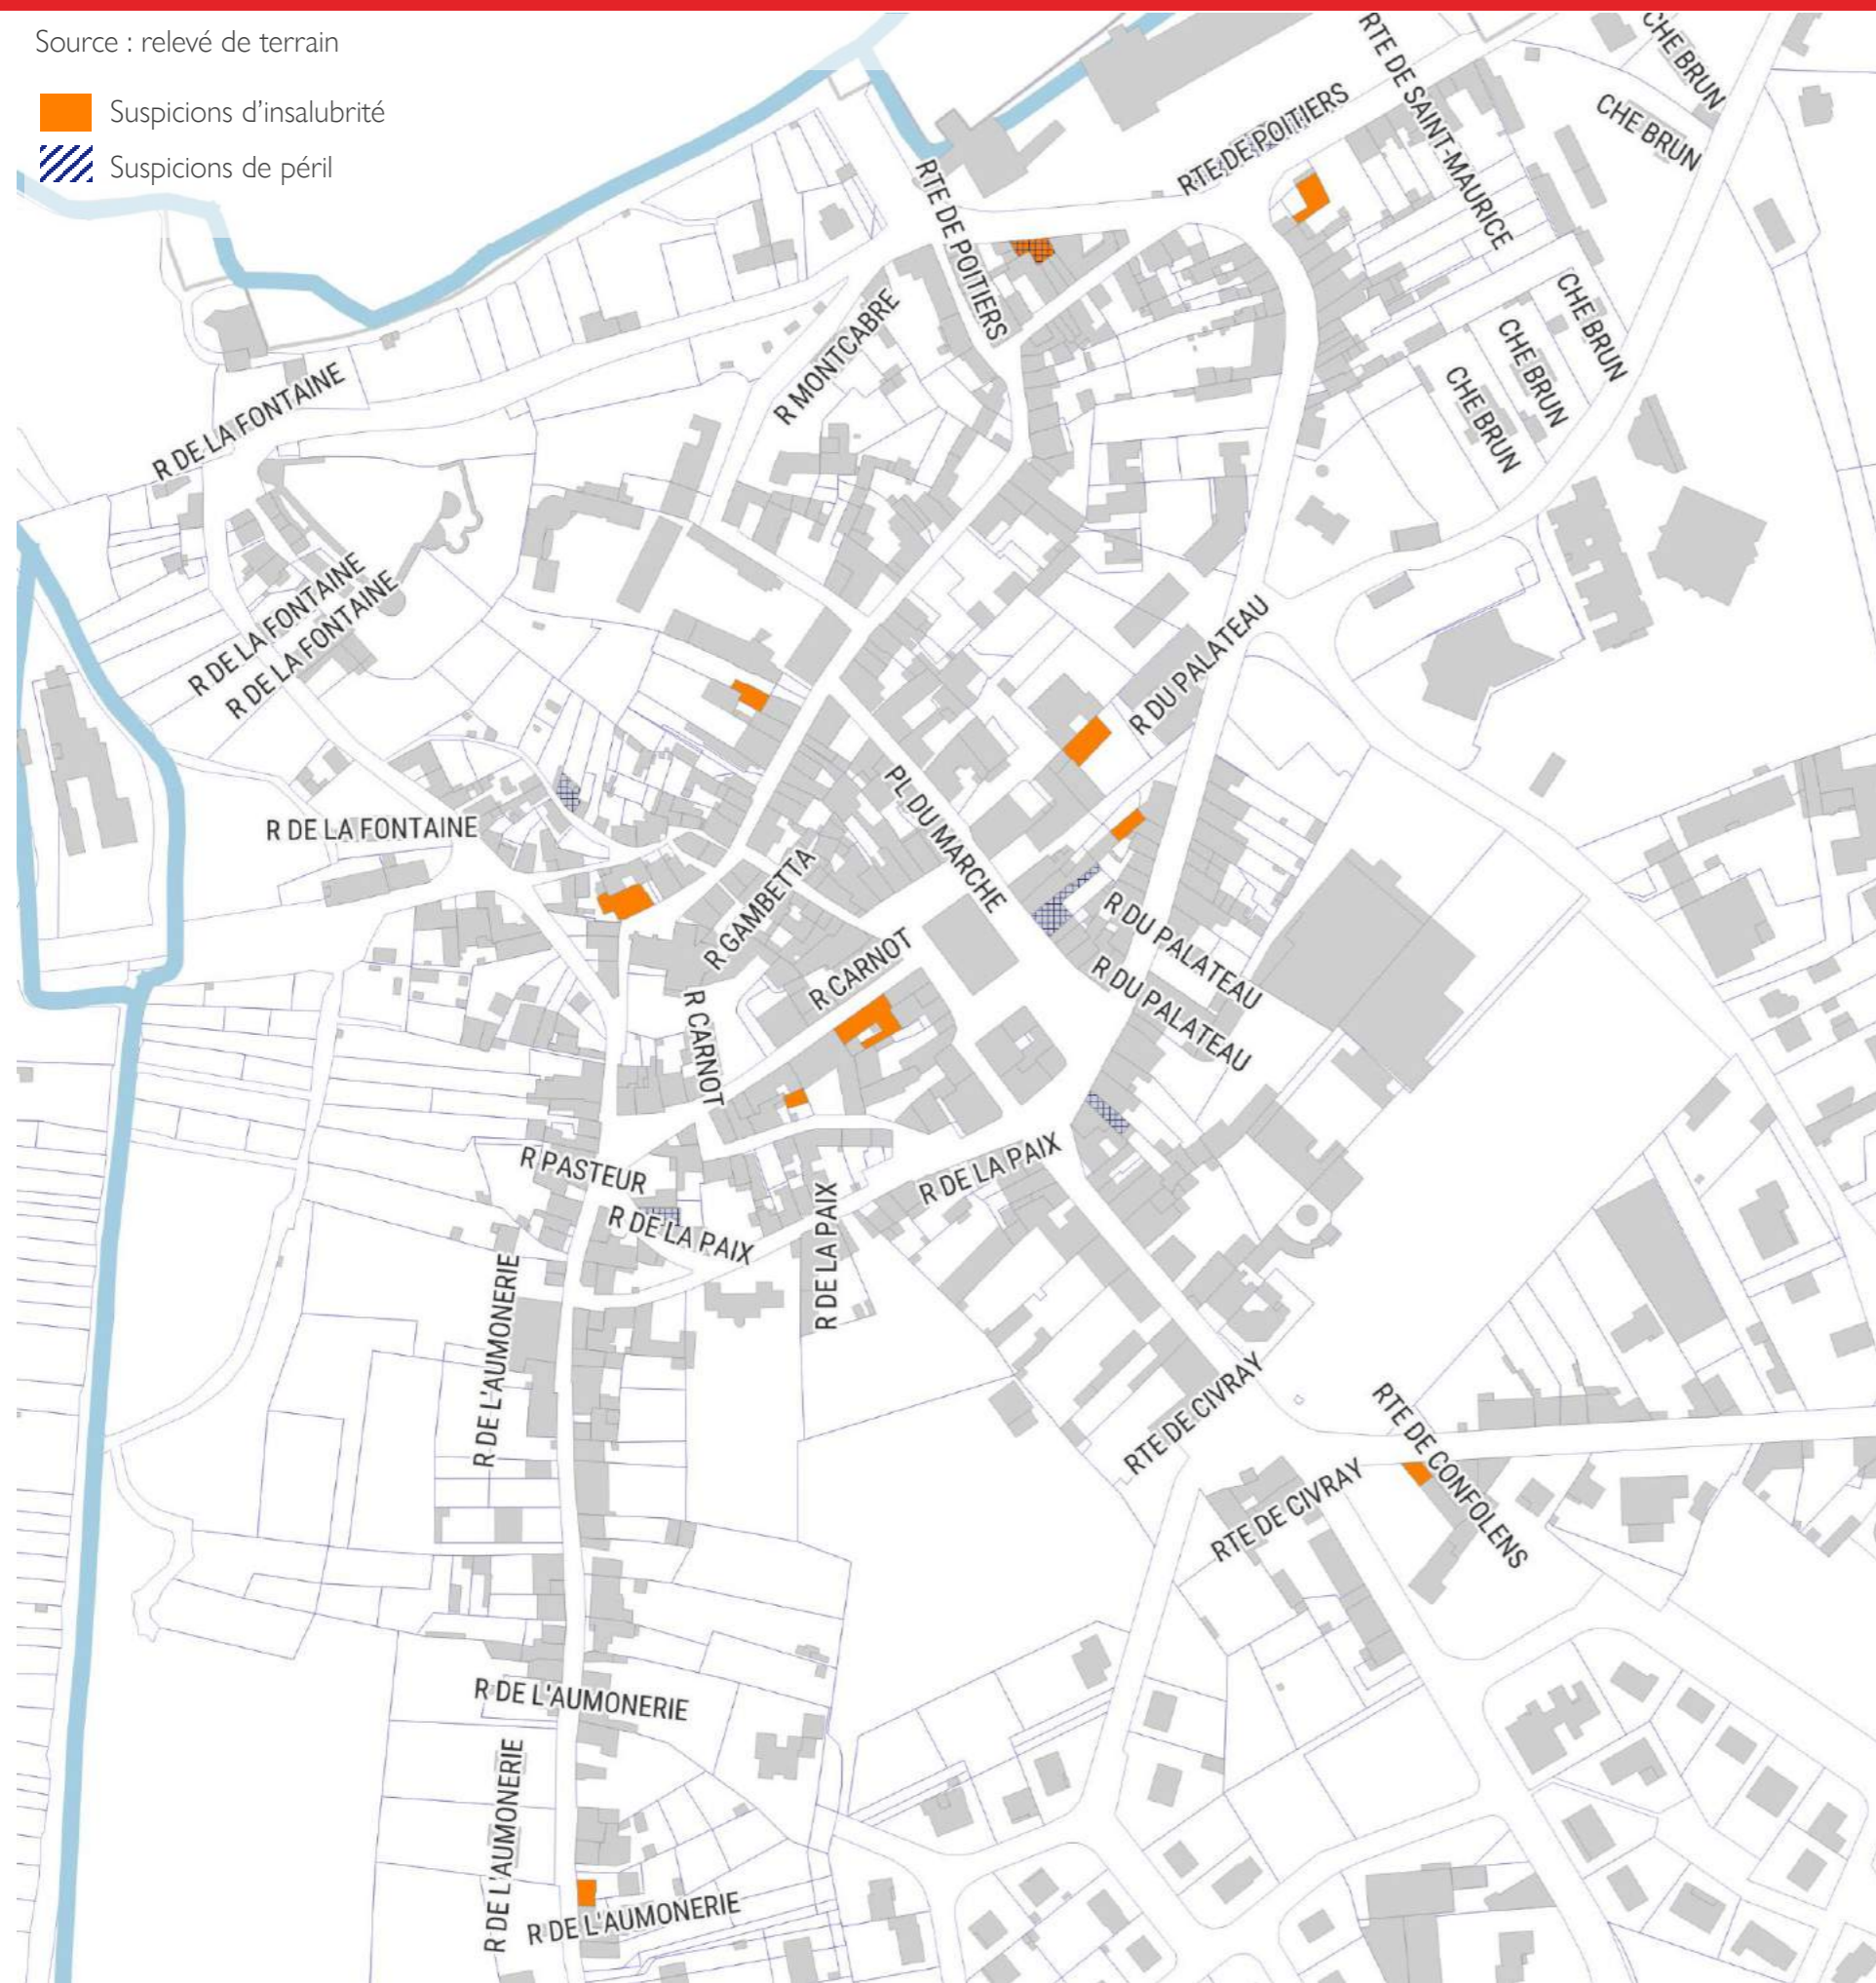 Source : relevé de terrain
Suspicions d'insalubrité
Suspicions de péril
RTE DE SAINT-MAURICE
CHE BRUN
CHE BRUN
RTE DE POITIERS
RTE DE POITIERS
R MONTCABRE
CHE BRUN
CHE BRUN
CHE BRUN
R DE LA FONTAINE
R DE LA FONTAINE
R DE LA FONTAINE
R DU PALATEAU
R DE LA FONTAINE
PL DU MARCHE
R GAMBETTA
R CARNOT
R DU PALATEAU
R DU PALATEAU
R CARNOT
R PASTEUR
R DE LA PAIX
R DE LA PAIX
R DE LA PAIX
R DE L'AUMONERIE
RTE DE CIVRAY
RTE DE CIVRAY
RTE DE CONFOLENS
R DE L'AUMONERIE
R DE L'AUMONERIE
R DE L'AUMONERIE